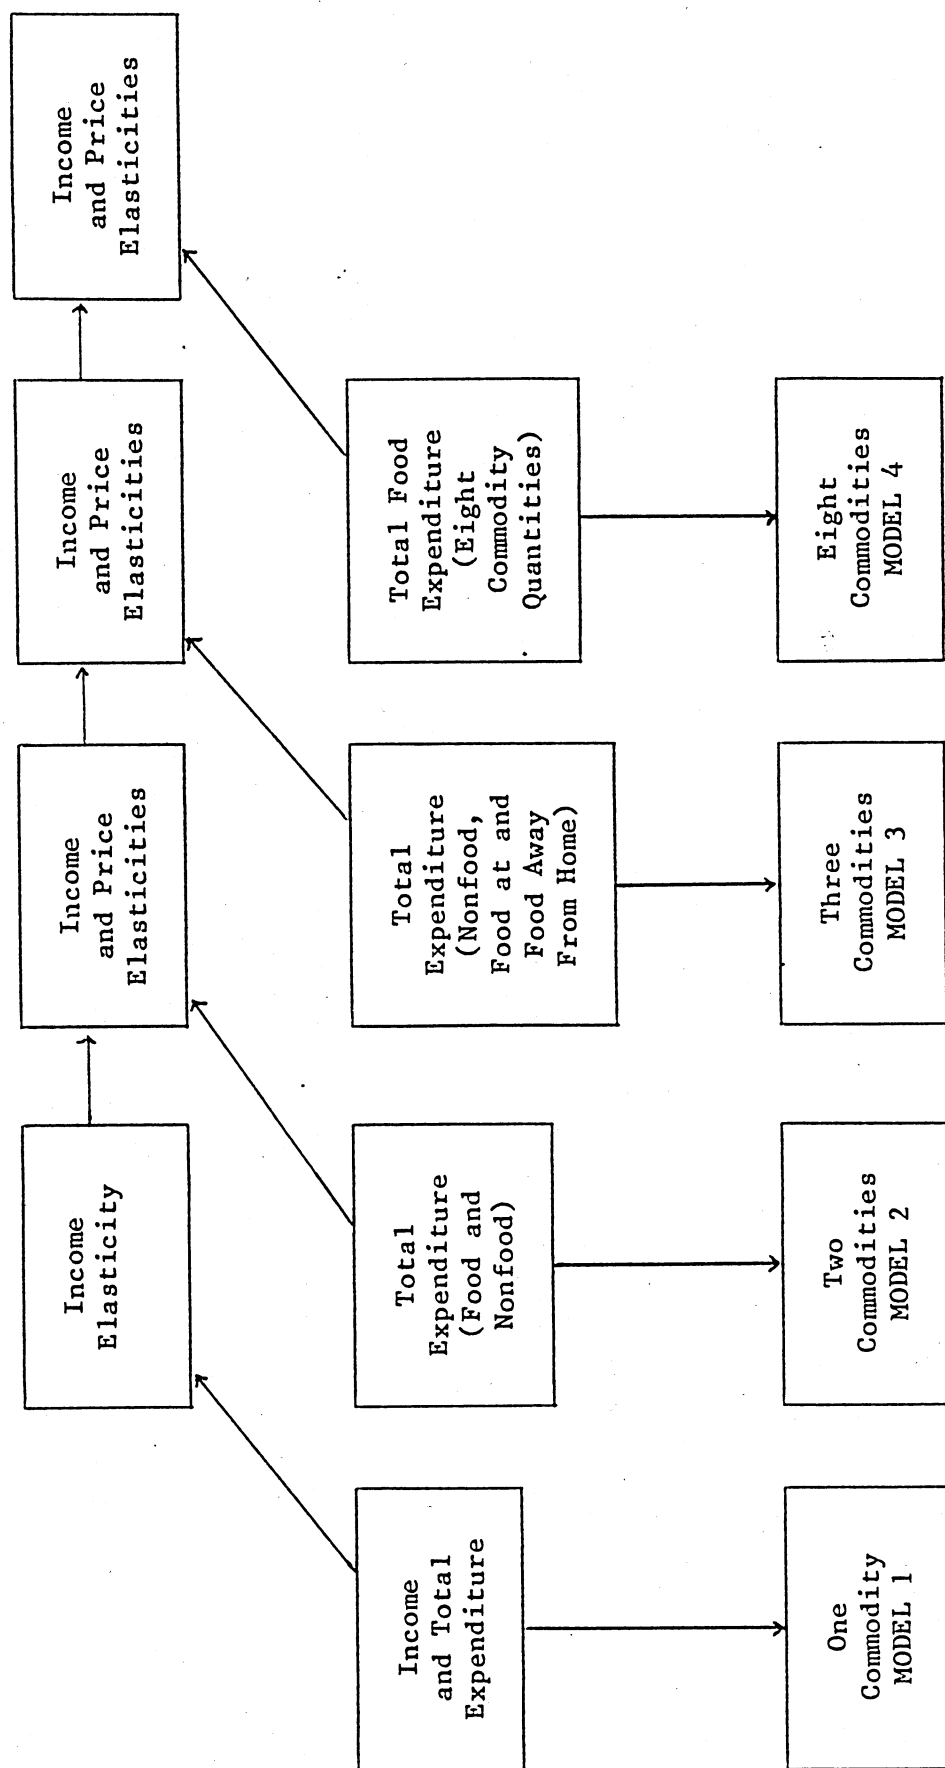 Income
Elasticity
Income
and Price
Elasticities
Income
and Price
Elasticities
Income
and Price
Elasticities
Income
and Total
Expenditure
Total
Expenditure
(Food and
Nonfood)
Total
Expenditure
(Nonfood,
Food at and
Food Away
From Home)
Total Food
Expenditure
(Eight
Commodity
Quantities)
One
Commodity
MODEL 1
Two
Commodities
MODEL 2
Three
Commodities
MODEL 3
Eight
Commodities
MODEL 4